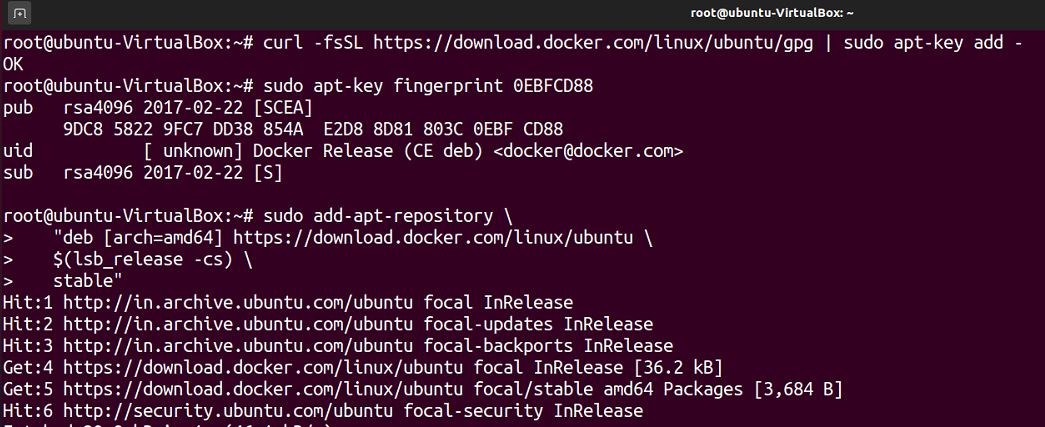 root@ubuntu-VirtualBox: ~
root@ubuntu-VirtualBox:~# curl -fsSL https://download.docker.com/linux/ubuntu/gpg | sudo apt-key add -
OK
root@ubuntu-VirtualBox:~# sudo apt-key fingerprint 0EBFCD88
pub   rsa4096 2017-02-22 [SCEA]
      9DC8 5822 9FC7 DD38 854A  E2D8 8D81 803C 0EBF CD88
uid           [ unknown] Docker Release (CE deb) <docker@docker.com>
sub   rsa4096 2017-02-22 [S]
root@ubuntu-VirtualBox:~# sudo add-apt-repository \
>    "deb [arch=amd64] https://download.docker.com/linux/ubuntu \
>    $(lsb_release -cs) \
>    stable"
Hit:1 http://in.archive.ubuntu.com/ubuntu focal InRelease
Hit:2 http://in.archive.ubuntu.com/ubuntu focal-updates InRelease
Hit:3 http://in.archive.ubuntu.com/ubuntu focal-backports InRelease
Get:4 https://download.docker.com/linux/ubuntu focal InRelease [36.2 kB]
Get:5 https://download.docker.com/linux/ubuntu focal/stable amd64 Packages [3,684 B]
Hit:6 http://security.ubuntu.com/ubuntu focal-security InRelease